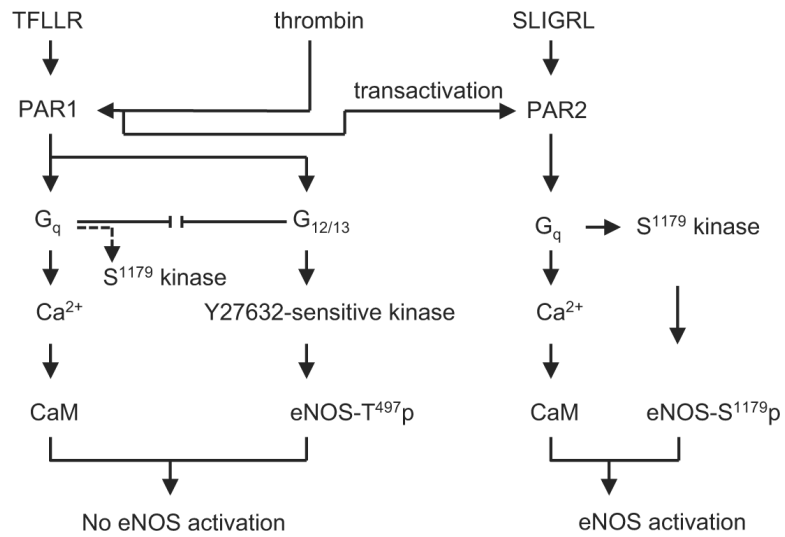 TFLLR thrombin SLIGRL
transactivation
PAR1 PAR2
Gq G12/13 Gq S¹¹⁷⁹ kinase
S¹¹⁷⁹ kinase
Ca²⁺ Y27632-sensitive kinase Ca²⁺
CaM eNOS-T⁴⁹⁷p CaM eNOS-S¹¹⁷⁹p
No eNOS activation eNOS activation